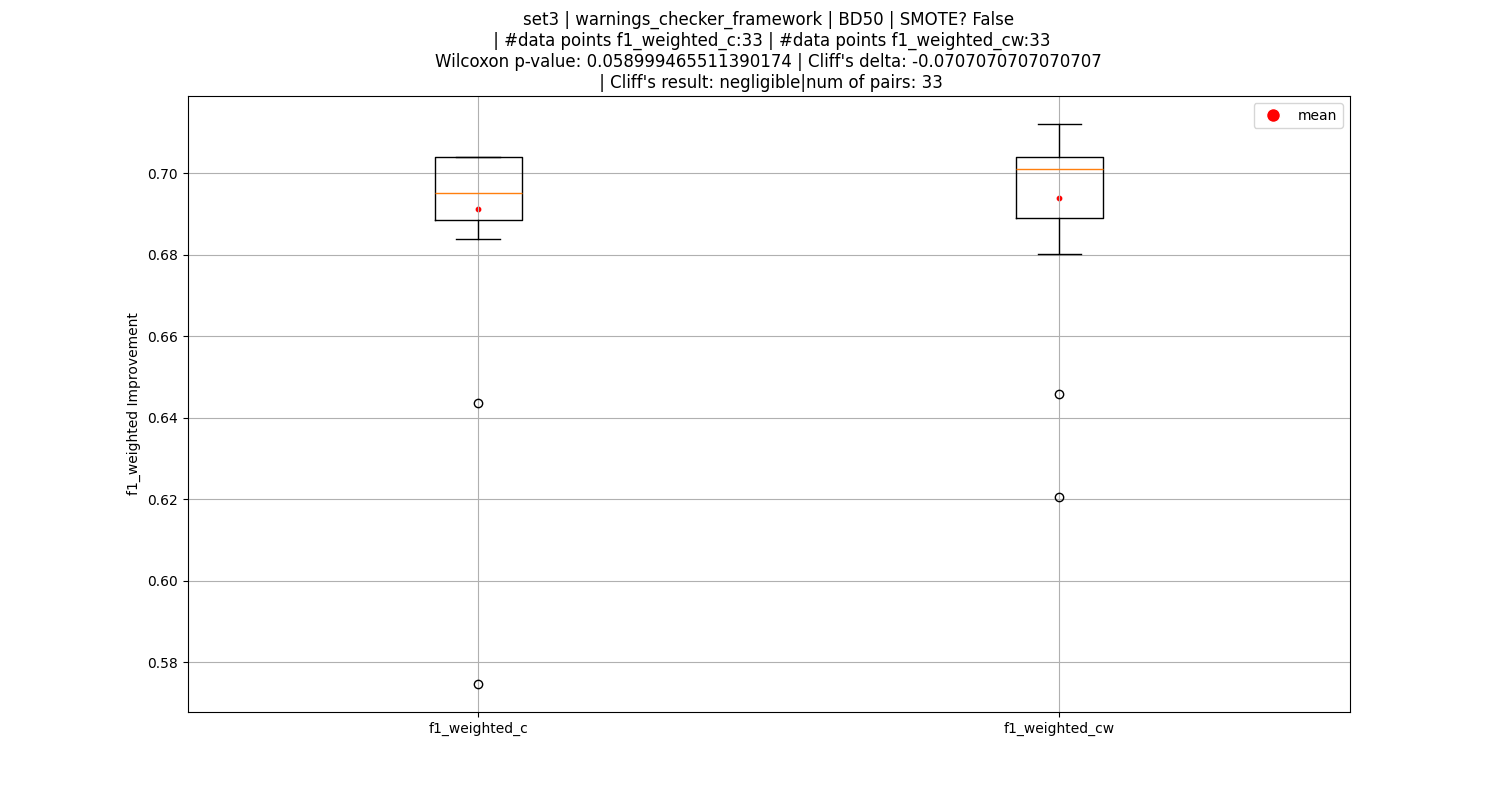 set3 | warnings_checker_framework | BD50 | SMOTE? False
| #data points f1_weighted_c:33 | #data points f1_weighted_cw:33
Wilcoxon p-value: 0.058999465511390174 | Cliff's delta: -0.0707070707070707
| Cliff's result: negligible|num of pairs: 33
mean
0.70
0.68
0.66
0.64
0.62
0.60
0.58
f1_weighted Improvement
f1_weighted_c
f1_weighted_cw